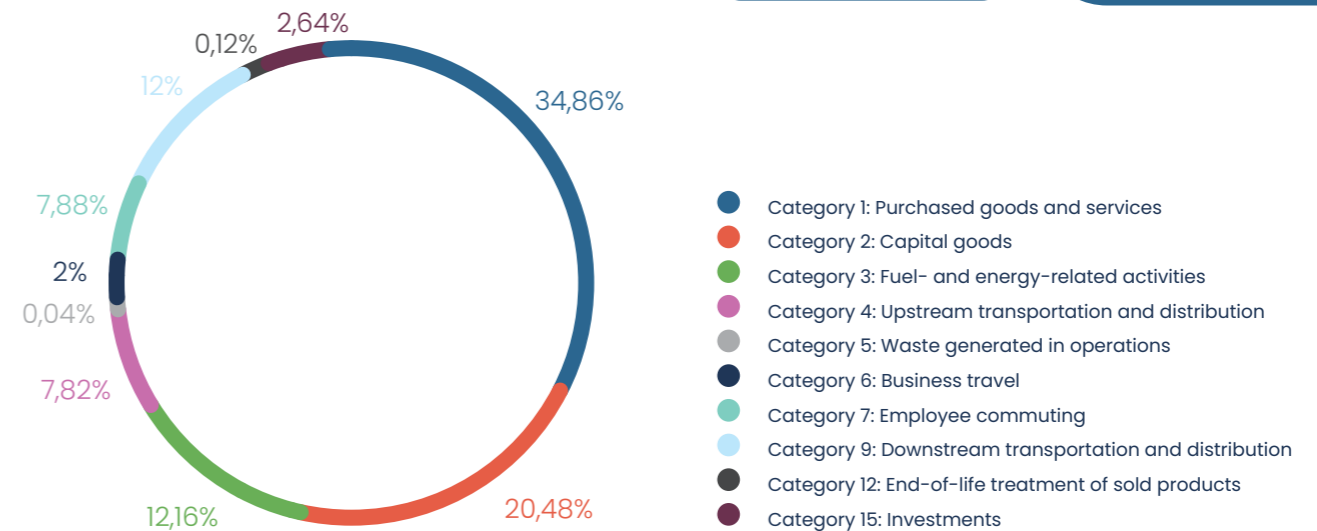 2,64%
0,12%
12%
34,86%
7,88%
2%
0,04%
7,82%
12,16%
20,48%
Category 1: Purchased goods and services
Category 2: Capital goods
Category 3: Fuel- and energy-related activities
Category 4: Upstream transportation and distribution
Category 5: Waste generated in operations
Category 6: Business travel
Category 7: Employee commuting
Category 9: Downstream transportation and distribution
Category 12: End-of-life treatment of sold products
Category 15: Investments